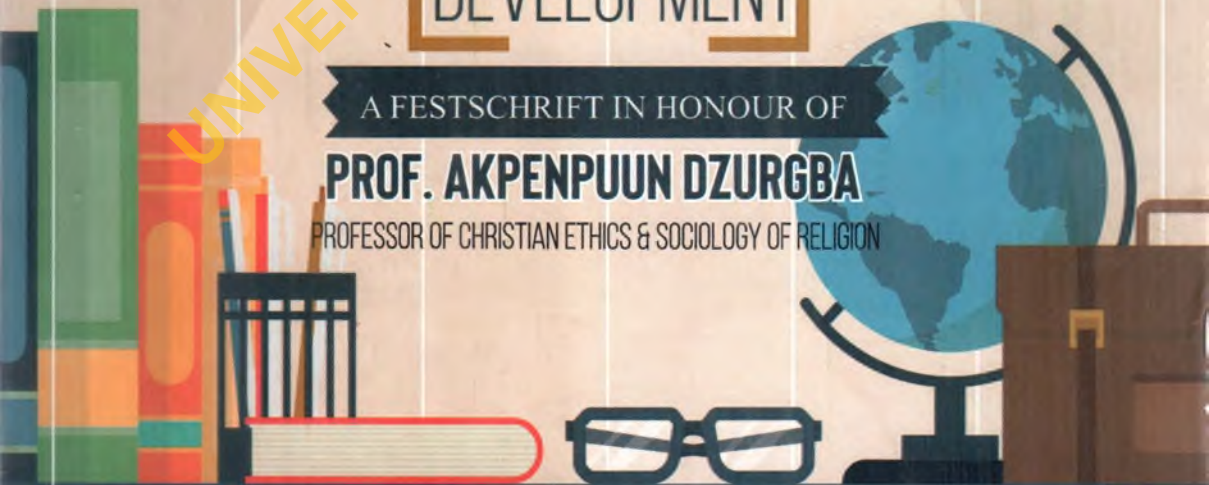 DEVELOPMENT
A FESTSCHRIFT IN HONOUR OF
PROF. AKPENPUUN DZURGBA
PROFESSOR OF CHRISTIAN ETHICS & SOCIOLOGY OF RELIGION